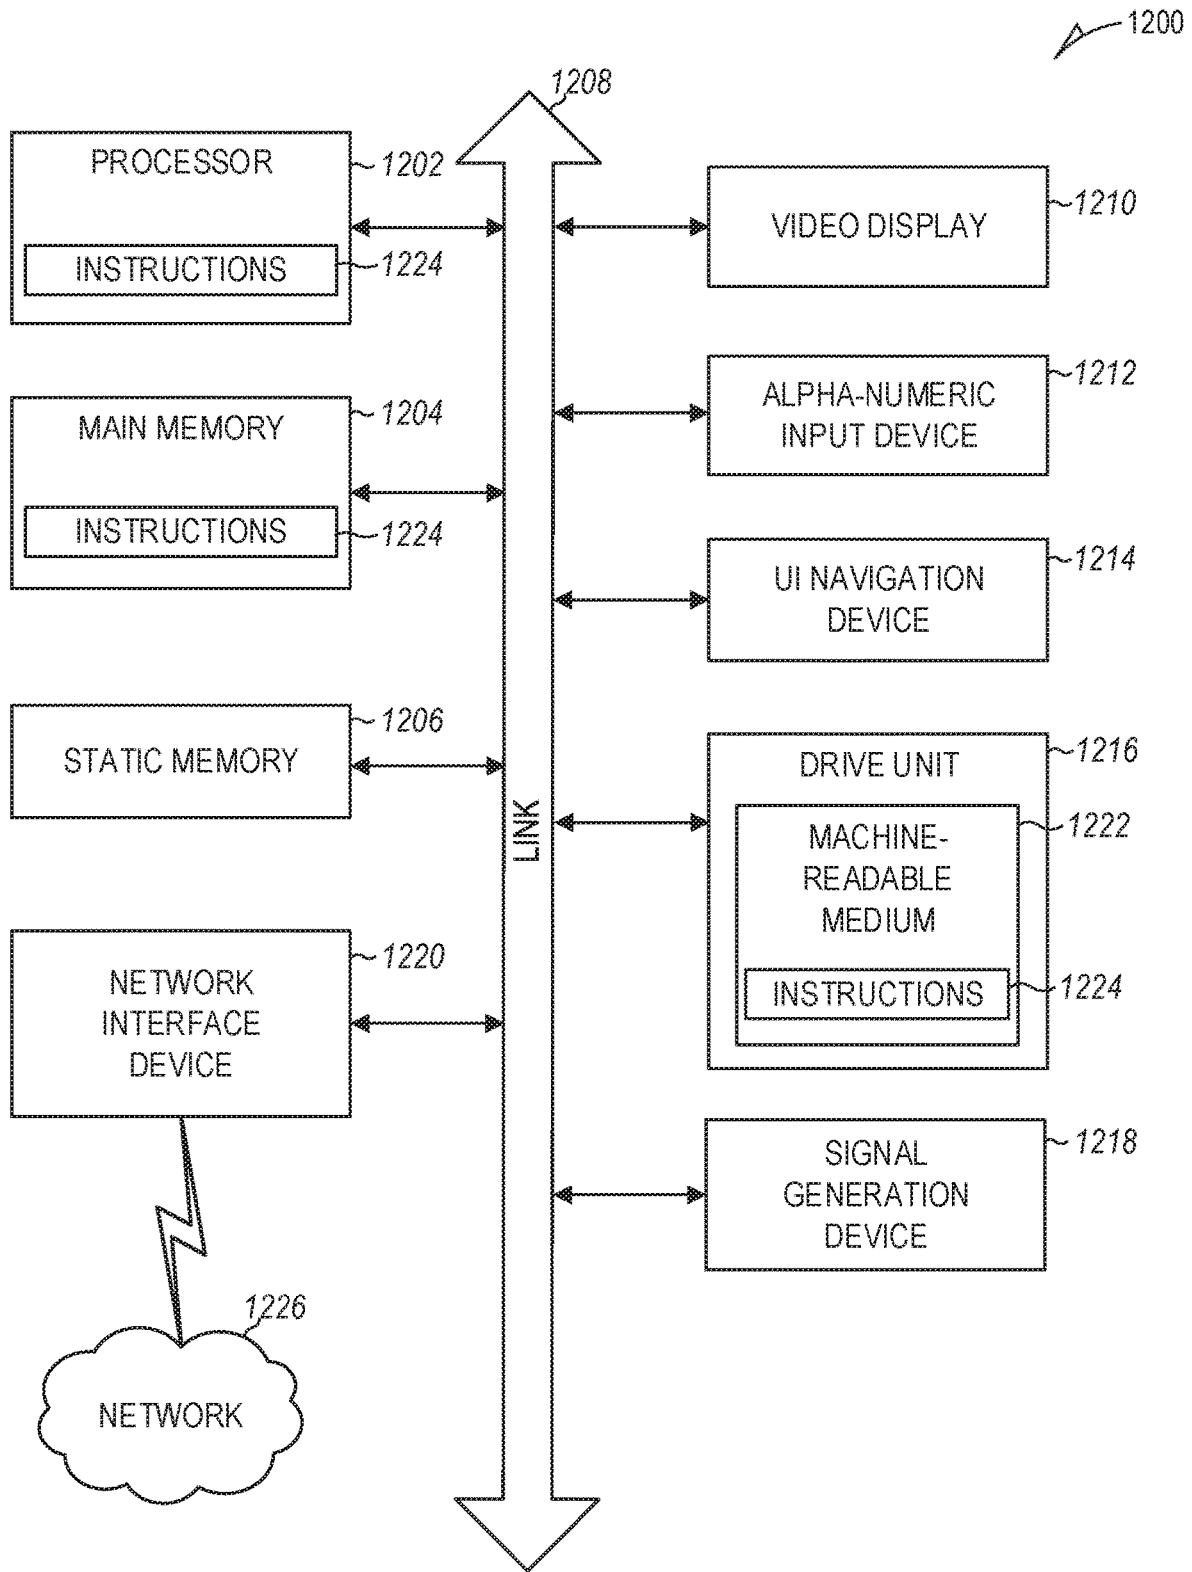 1200
1208
PROCESSOR
1202
INSTRUCTIONS
1224
MAIN MEMORY
1204
INSTRUCTIONS
1224
STATIC MEMORY
1206
NETWORK
INTERFACE
DEVICE
1220
1226
NETWORK
LINK
VIDEO DISPLAY
1210
ALPHA-NUMERIC
INPUT DEVICE
1212
UI NAVIGATION
DEVICE
1214
DRIVE UNIT
1216
MACHINE-
READABLE
MEDIUM
1222
INSTRUCTIONS
1224
SIGNAL
GENERATION
DEVICE
1218